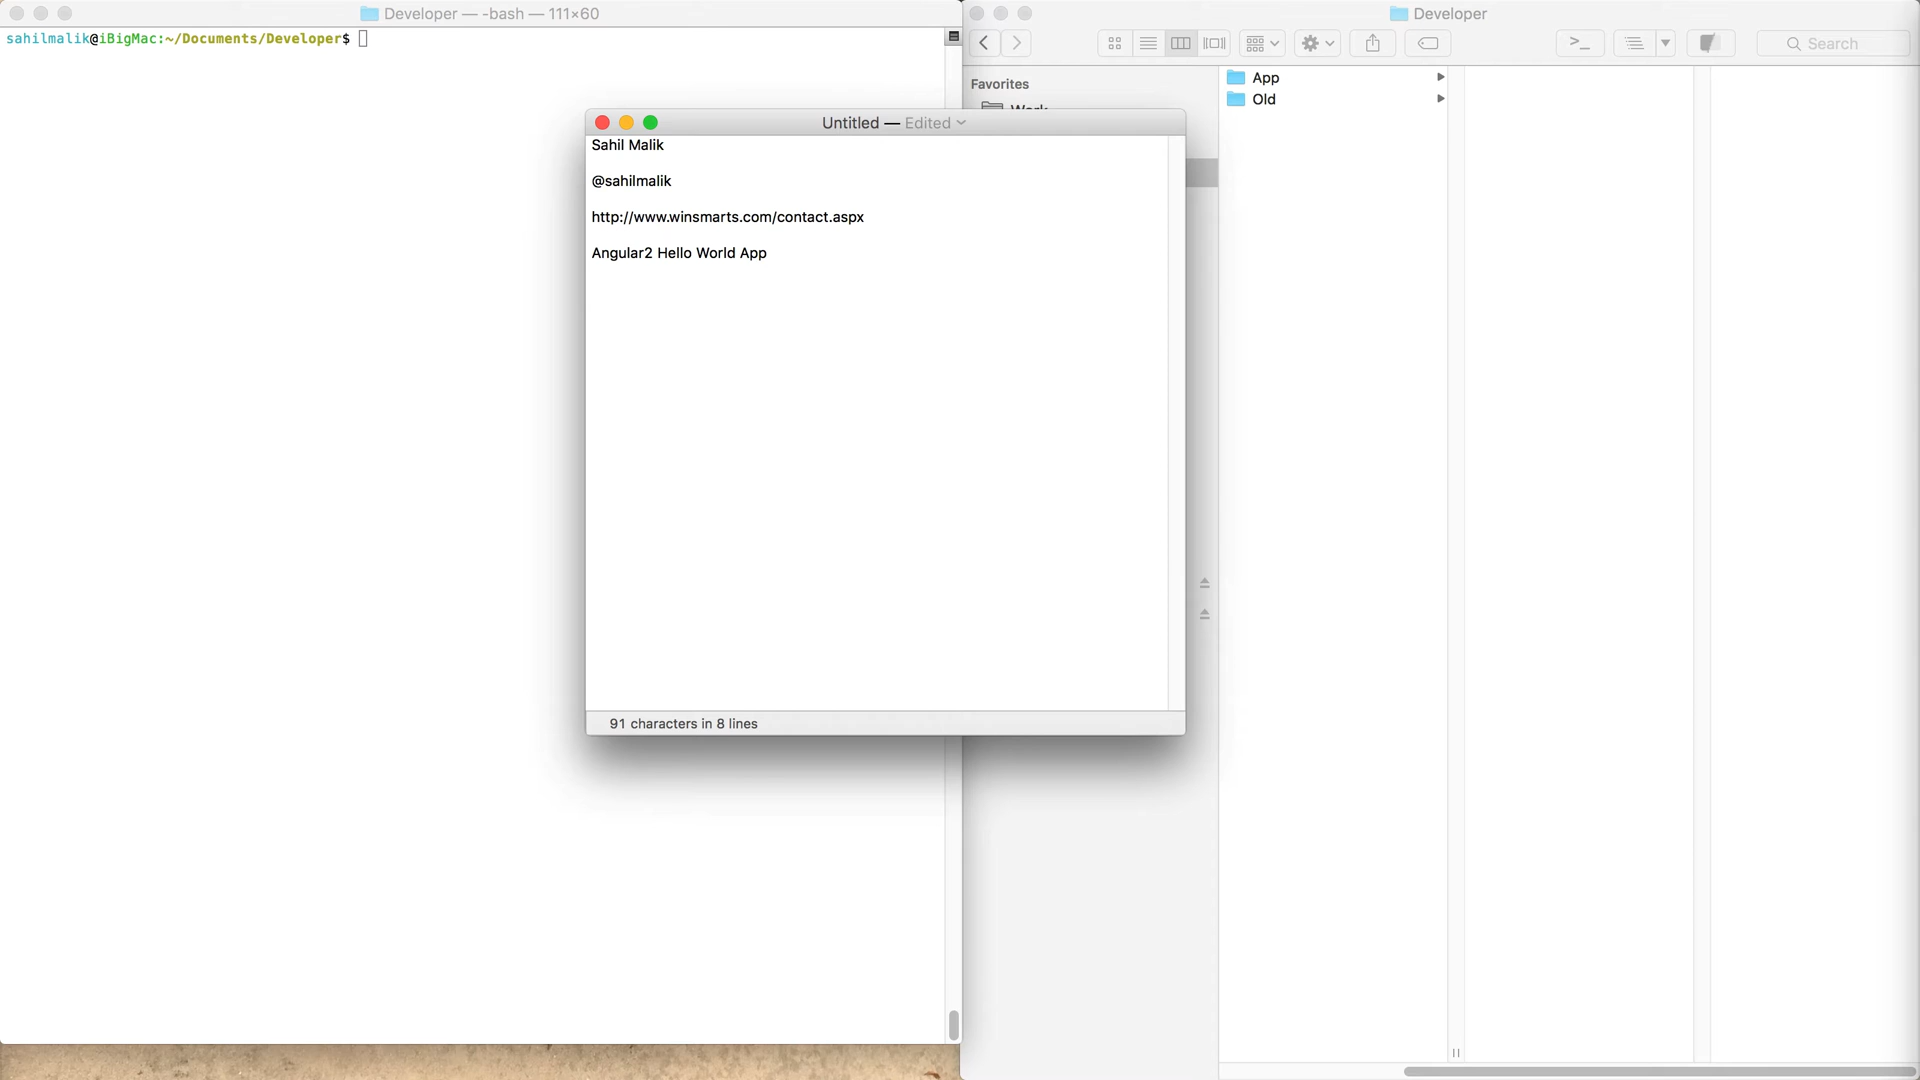 Developer — -bash — 111×60
sahilmalik@iBigMac:~/Documents/Developer$
Developer
Search
Favorites
App
Old
Untitled — Edited
Sahil Malik
@sahilmalik
http://www.winsmarts.com/contact.aspx
Angular2 Hello World App
91 characters in 8 lines